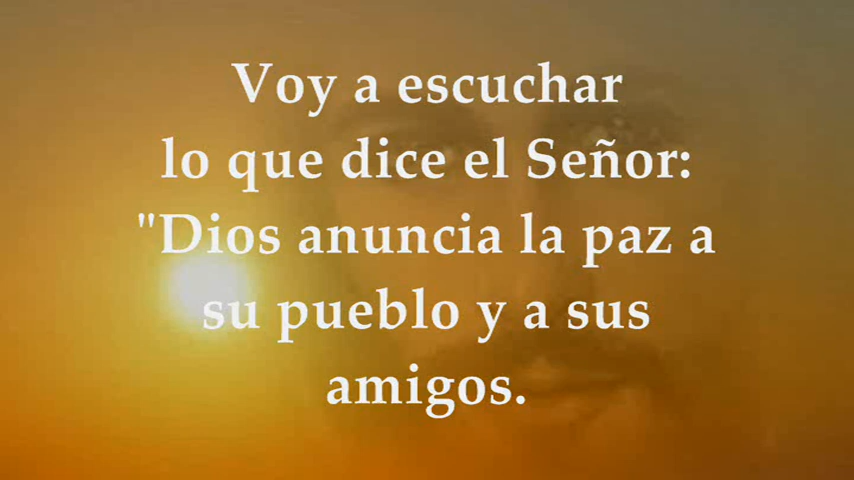 Voy a escuchar
lo que dice el Señor:
"Dios anuncia la paz a
su pueblo y a sus
amigos.